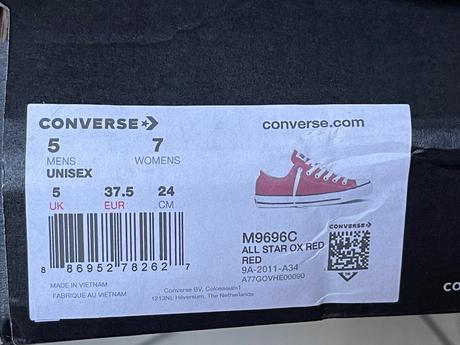 CONVERSE
converse.com
5 7
MENS WOMENS
UNISEX
5 37.5 24
UK EUR CM
8 86952 78262 7
M9696C
ALL STAR OX RED
RED
9A-2011-A34
A77GOVHE00090
CONVERSE
MADE IN VIETNAM
FABRIQUE AU VIETNAM
Converse BV, Colosseum1
1213NL Hilversum, The Netherlands
CO